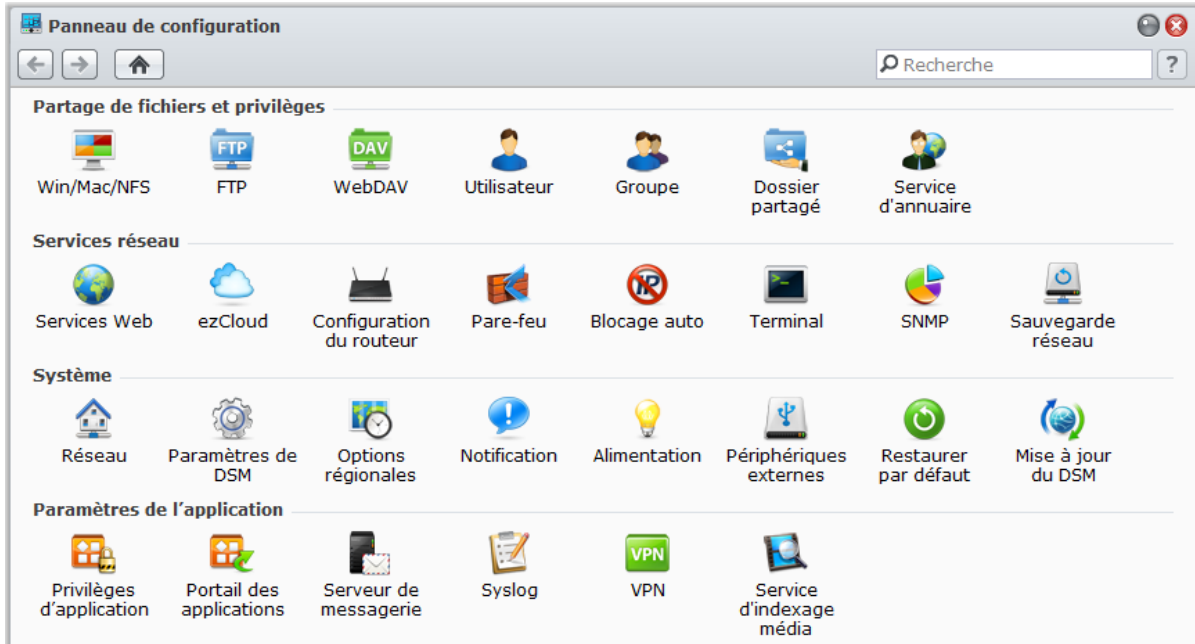 Panneau de configuration
Recherche
?
Partage de fichiers et privilèges
FTP
DAV
Win/Mac/NFS
FTP
WebDAV
Utilisateur
Groupe
Dossier
partagé
Service
d'annuaire
Services réseau
IP
Services Web
ezCloud
Configuration
du routeur
Pare-feu
Blocage auto
Terminal
SNMP
Sauvegarde
réseau
Système
Réseau
Paramètres de
DSM
Options
régionales
Notification
Alimentation
Périphériques
externes
Restaurer
par défaut
Mise à jour
du DSM
Paramètres de l’application
VPN
Privilèges
d'application
Portail des
applications
Serveur de
messagerie
Syslog
VPN
Service
d'indexage
média